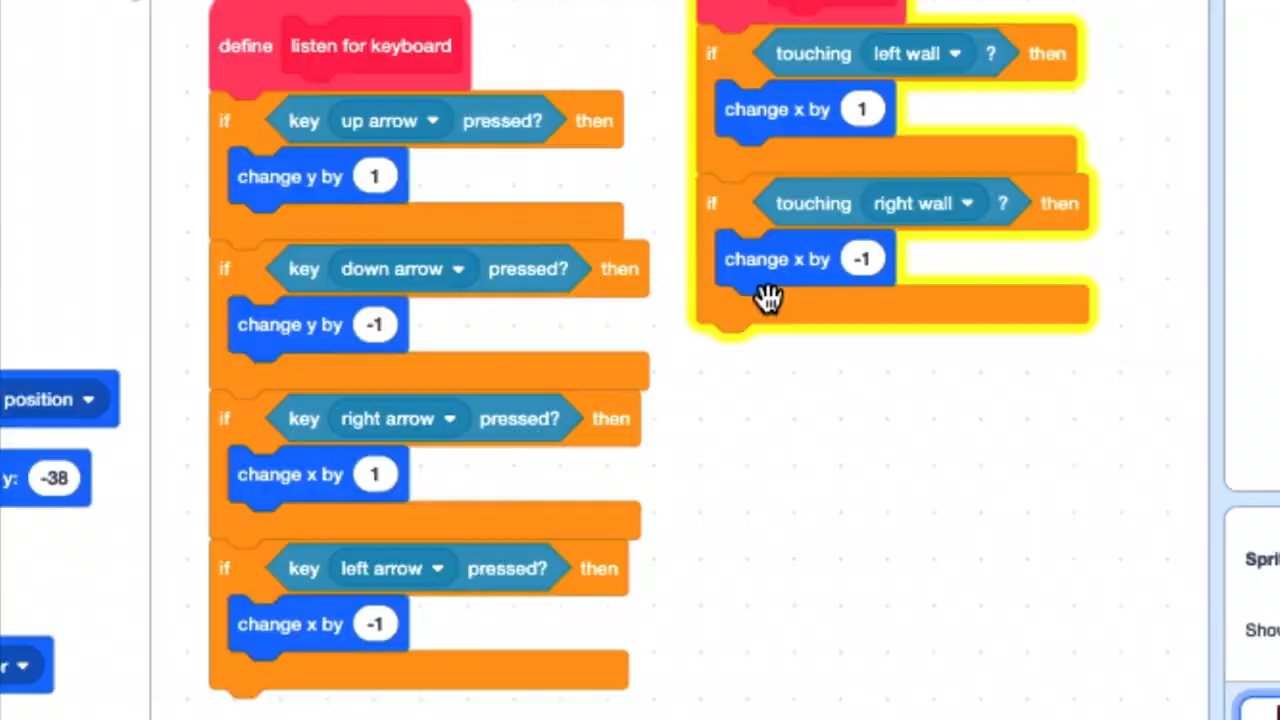 define listen for keyboard
if key up arrow pressed? then
change y by 1
if key down arrow pressed? then
change y by -1
if key right arrow pressed? then
change x by 1
if key left arrow pressed? then
change x by -1
if touching left wall ? then
change x by 1
if touching right wall ? then
change x by -1
position
y: -38
r
Spri
Shov